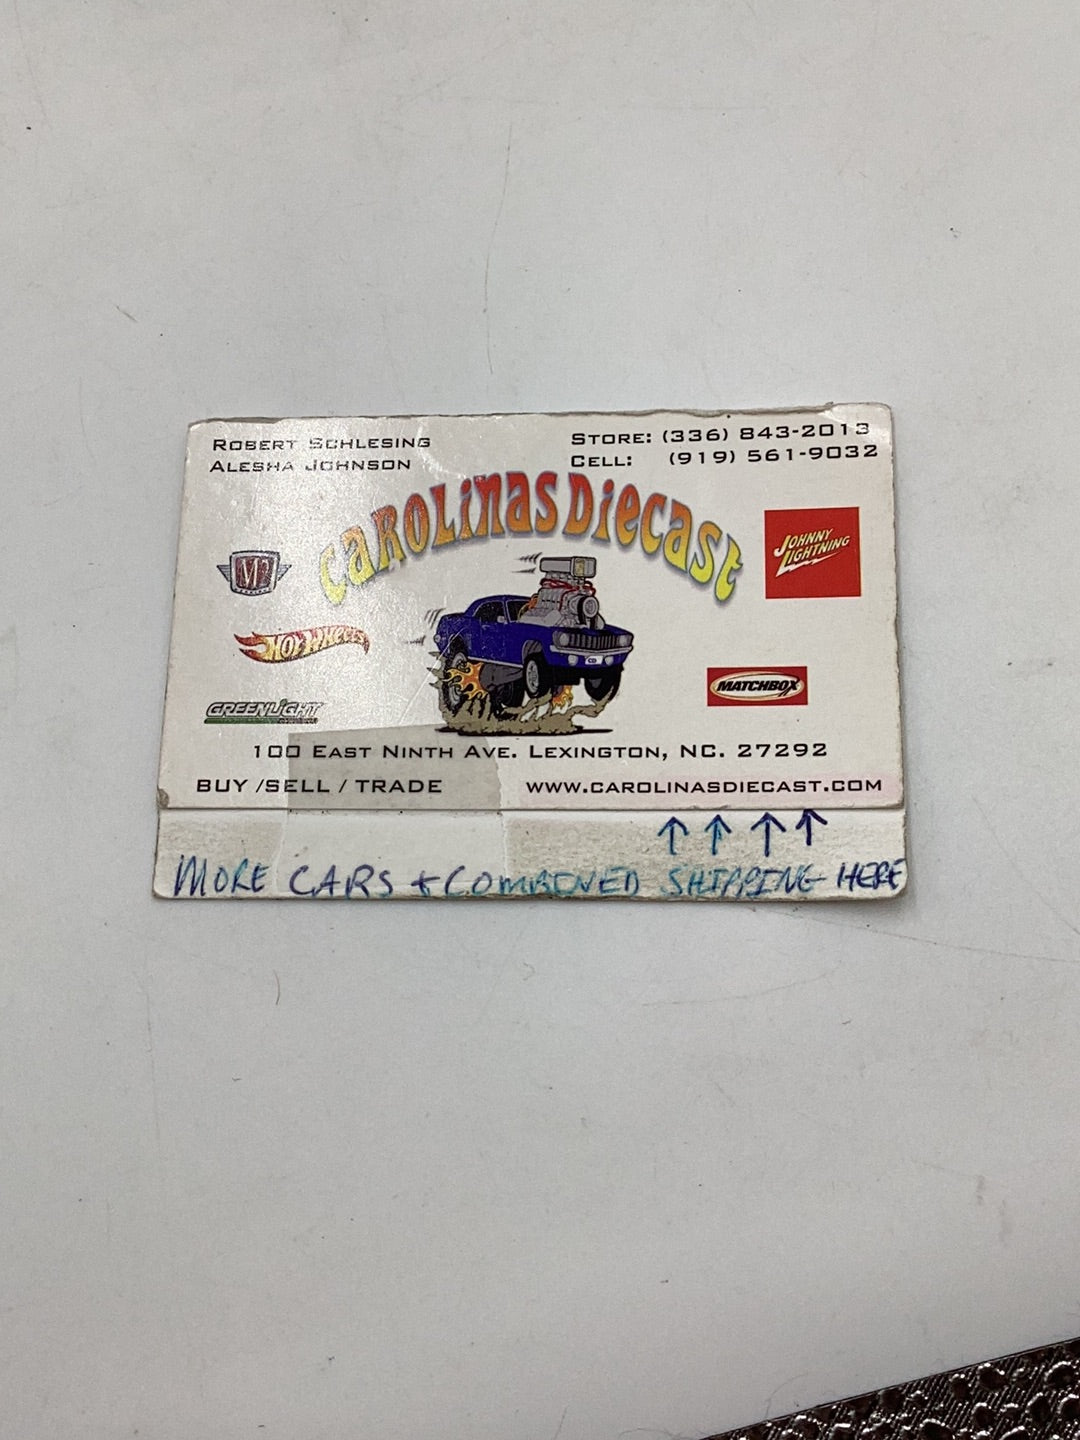 ROBERT SCHLESING
ALESHA JOHNSON
STORE: (336) 843-2013
CELL: (919) 561-9032
CAROLINAS DIECAST
M2
JOHNNY LIGHTNING
HOT WHEELS
MATCHBOX
GREENLIGHT
CD
100 EAST NINTH AVE. LEXINGTON, NC. 27292
BUY /SELL / TRADE
WWW.CAROLINASDIECAST.COM
↑ ↑ ↑ ↑
MORE CARS + COMBINED SHIPPING HERE